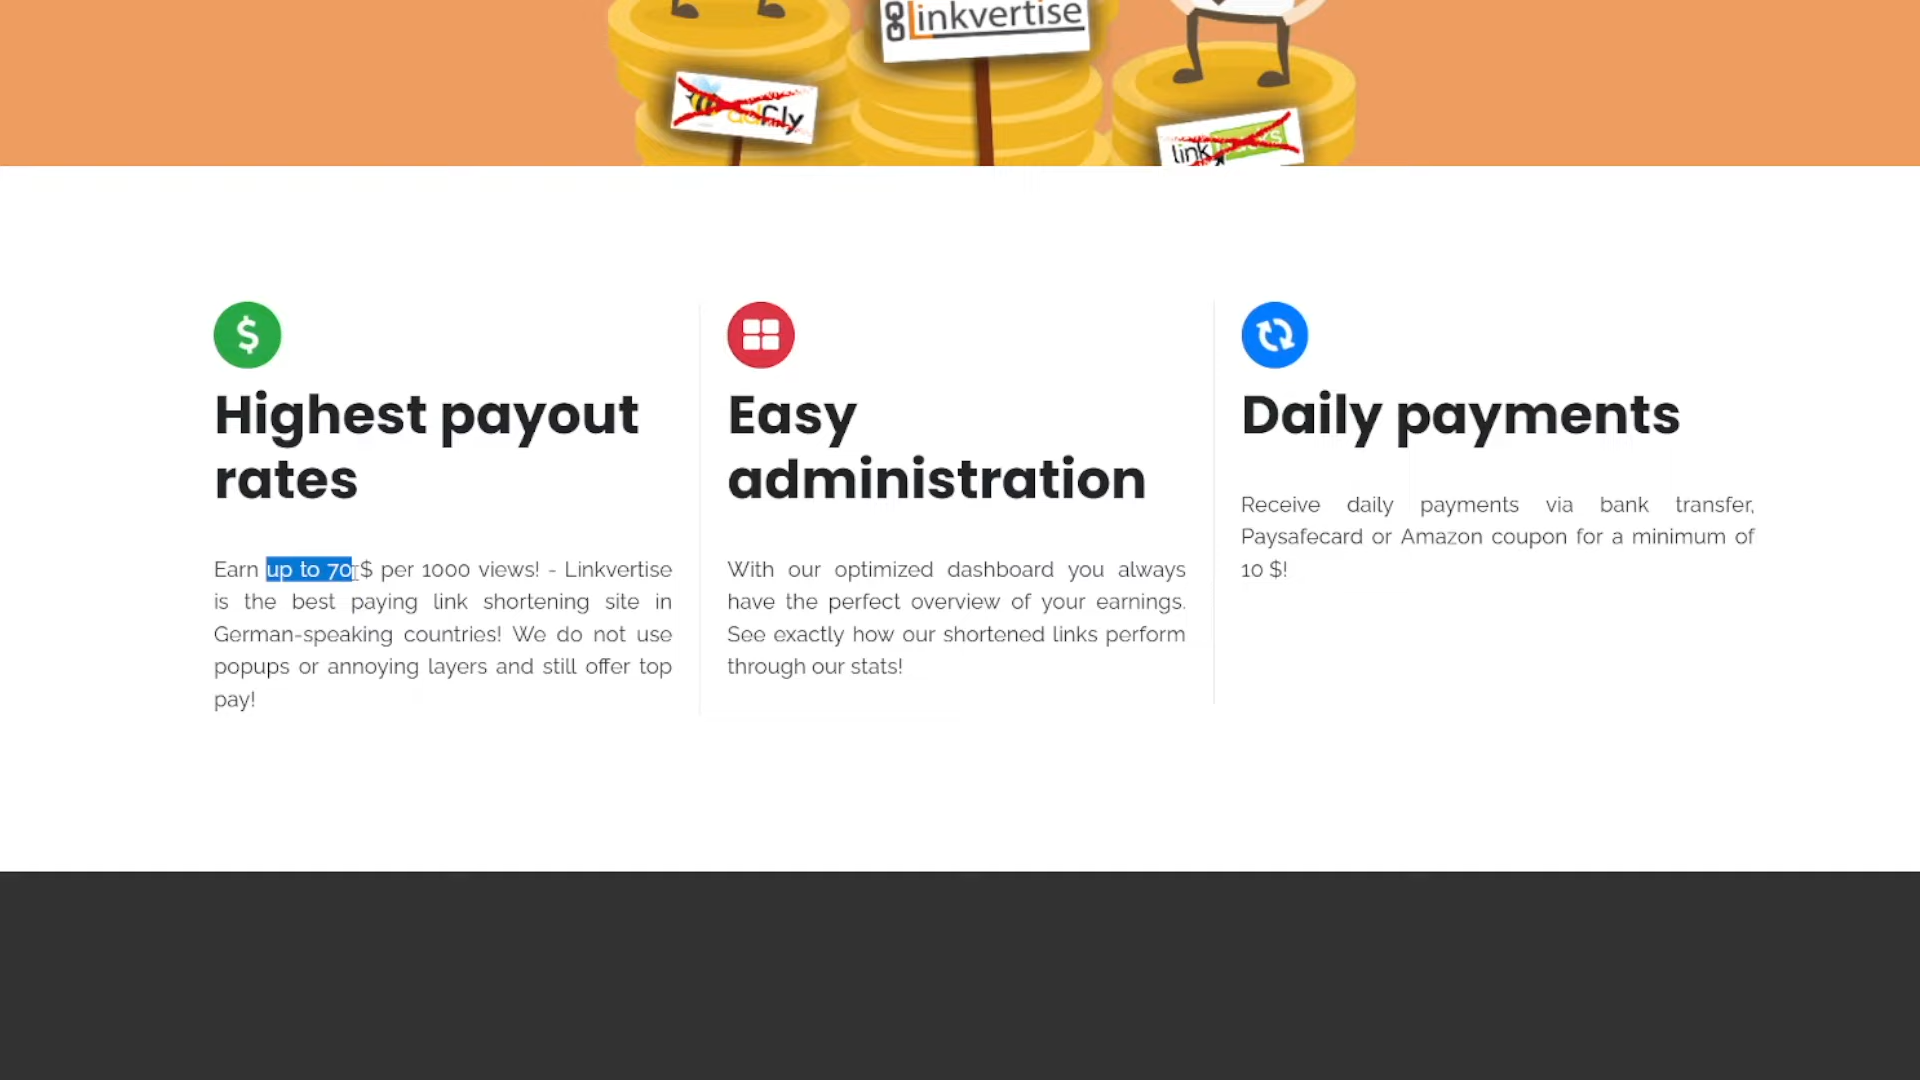 Linkvertise
adfly
link
Highest payout
rates
Earn up to 70 $ per 1000 views! - Linkvertise
is the best paying link shortening site in
German-speaking countries! We do not use
popups or annoying layers and still offer top
pay!
Easy
administration
With our optimized dashboard you always
have the perfect overview of your earnings.
See exactly how our shortened links perform
through our stats!
Daily payments
Receive daily payments via bank transfer,
Paysafecard or Amazon coupon for a minimum of
10 $!